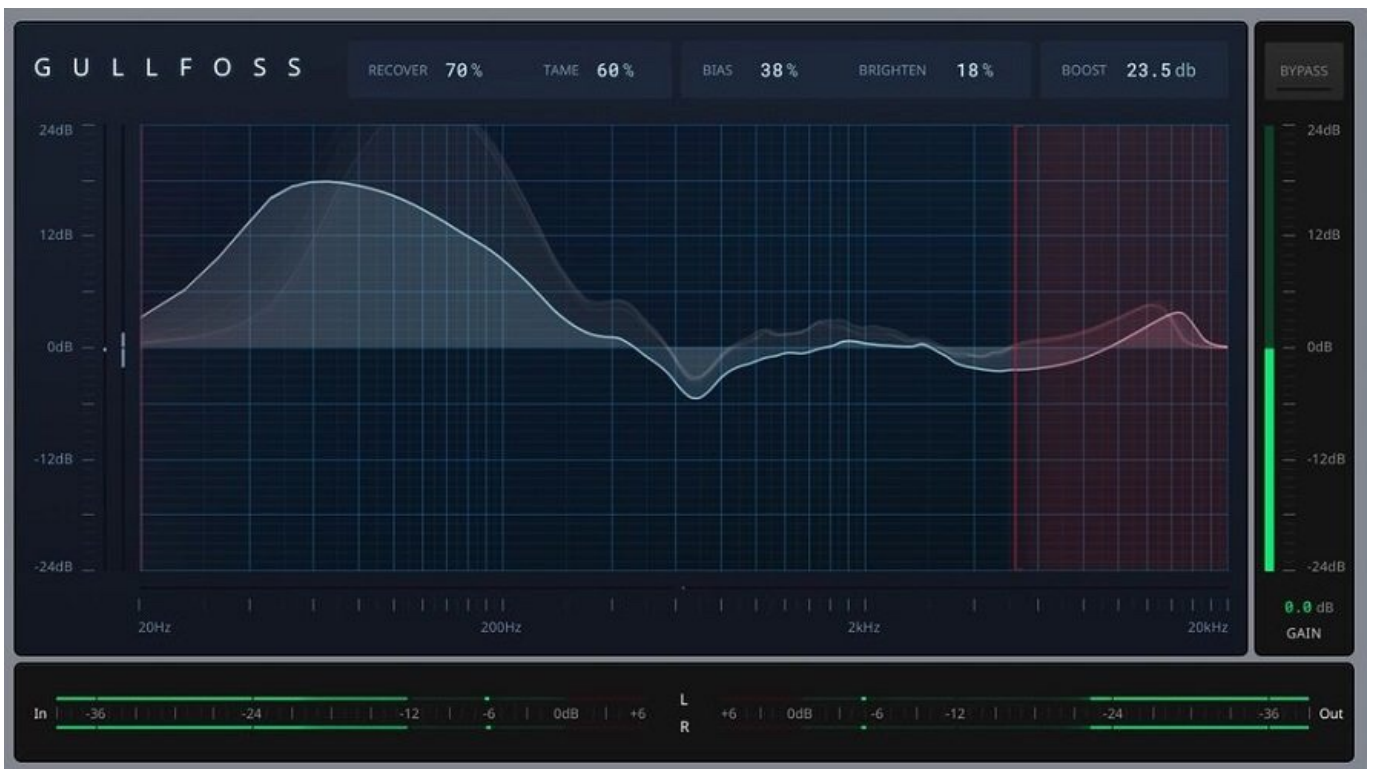 GULLFOSS RECOVER 70% TAME 60% BIAS 38% BRIGHTEN 18% BOOST 23.5db BYPASS
24dB 24dB
12dB 12dB
0dB 0dB
-12dB -12dB
-24dB -24dB
0.0 dB
20Hz 200Hz 2kHz 20kHz GAIN
L
In -36 -24 -12 -6 0dB +6 +6 0dB -6 -12 -24 -36 Out
R